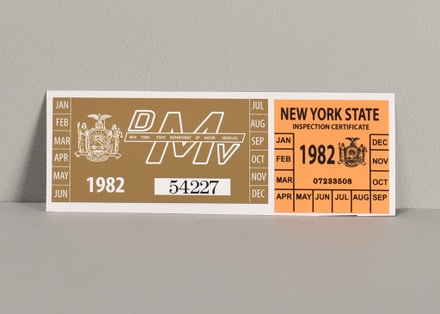 JAN
FEB
MAR
APR
MAY
JUN
DMV
NEW YORK STATE DEPARTMENT OF MOTOR VEHICLES
1982
54227
JUL
AUG
SEP
OCT
NOV
DEC
NEW YORK STATE
INSPECTION CERTIFICATE
JAN
FEB
MAR
1982
07233508
DEC
NOV
OCT
APR MAY JUN JUL AUG SEP